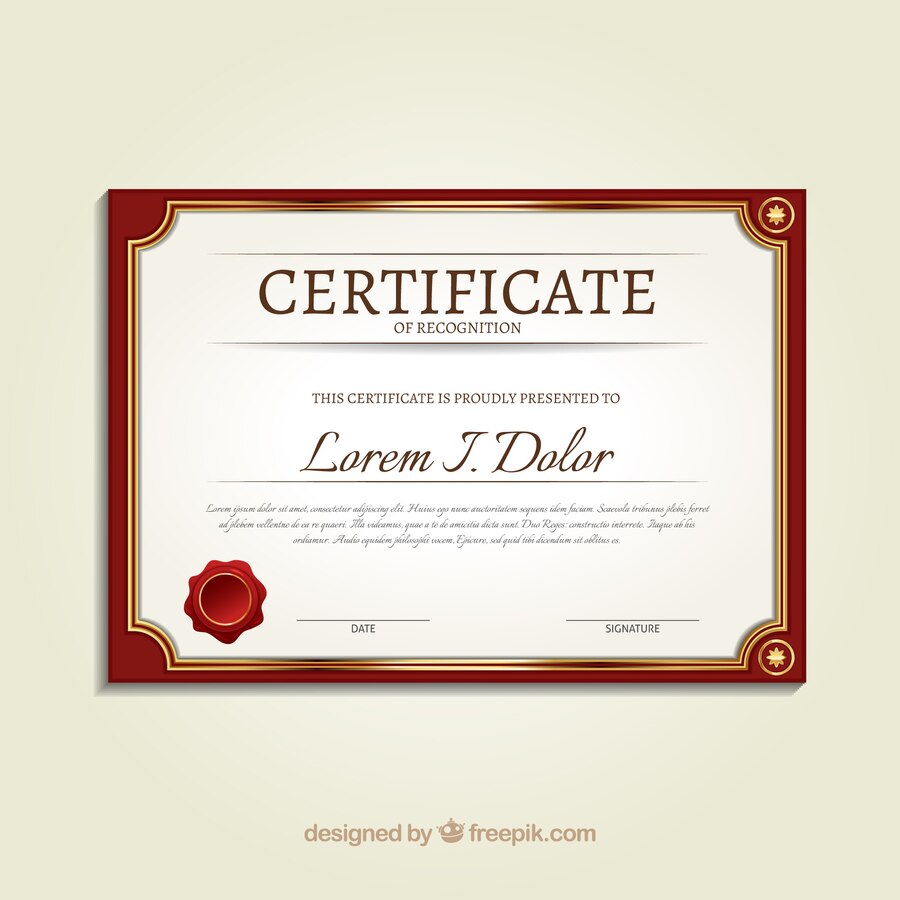 CERTIFICATE
OF RECOGNITION
THIS CERTIFICATE IS PROUDLY PRESENTED TO
Lorem I. Dolor
Lorem ipsum dolor sit amet, consectetur adipiscing elit. Huius ego nunc auctoritatem sequens idem faciam. Scaevola tribunus plebis ferret
ad plebem vellentne de ea re quaeri. Illa videamus, quae a te de amicitia dicta sunt. Duo Reges: constructio interrete. Itaque ab his
ordiamur. Audio equidem philosophi vocem, Epicure, sed quid tibi dicendum sit oblitus es.
DATE
SIGNATURE
designed by freepik.com